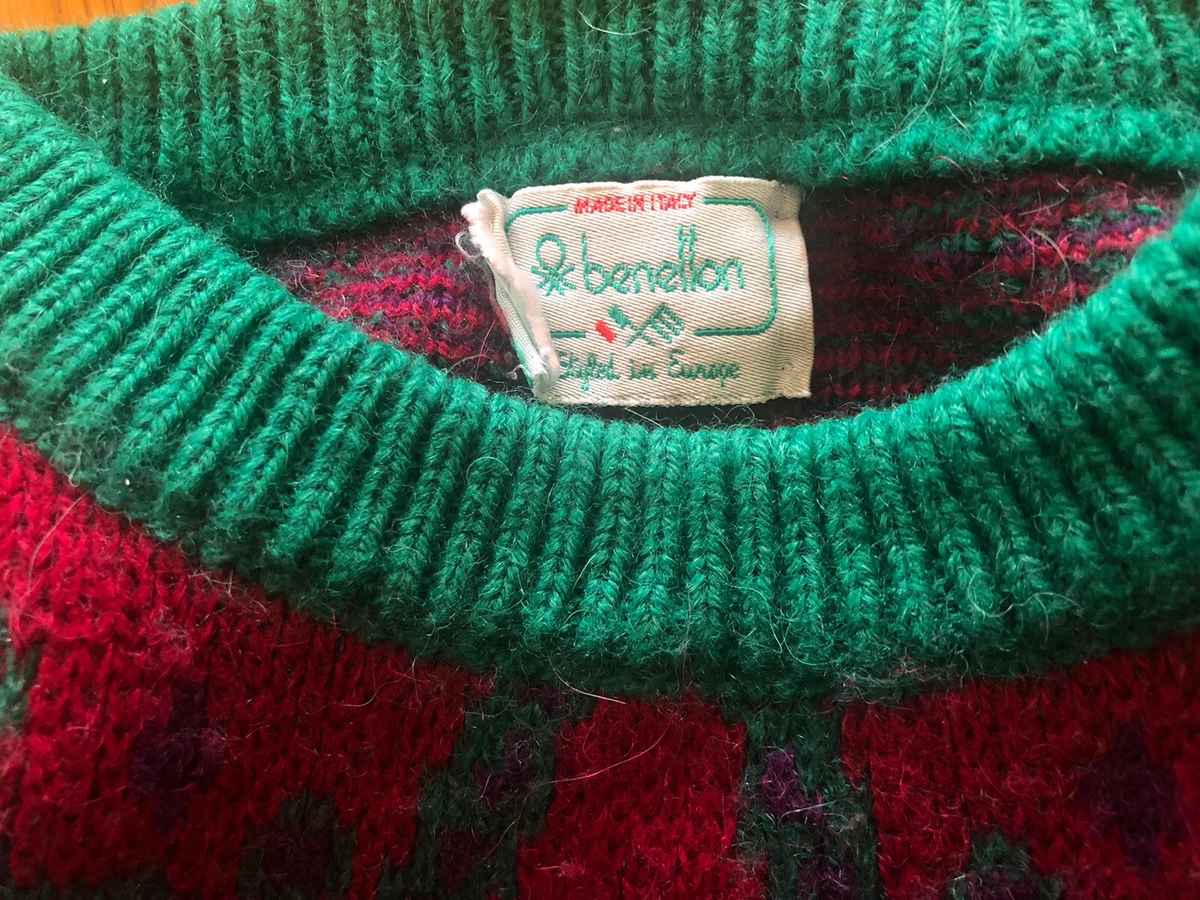 MADE IN ITALY
benetton
Styled in Europe